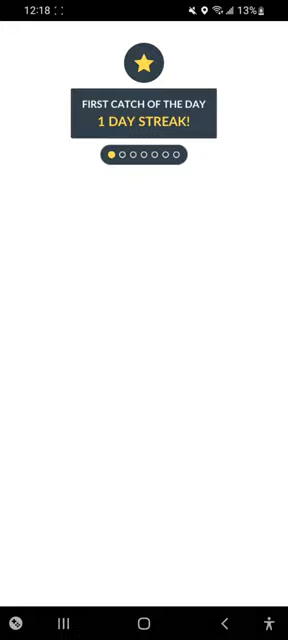 12:18
13%
FIRST CATCH OF THE DAY
1 DAY STREAK!